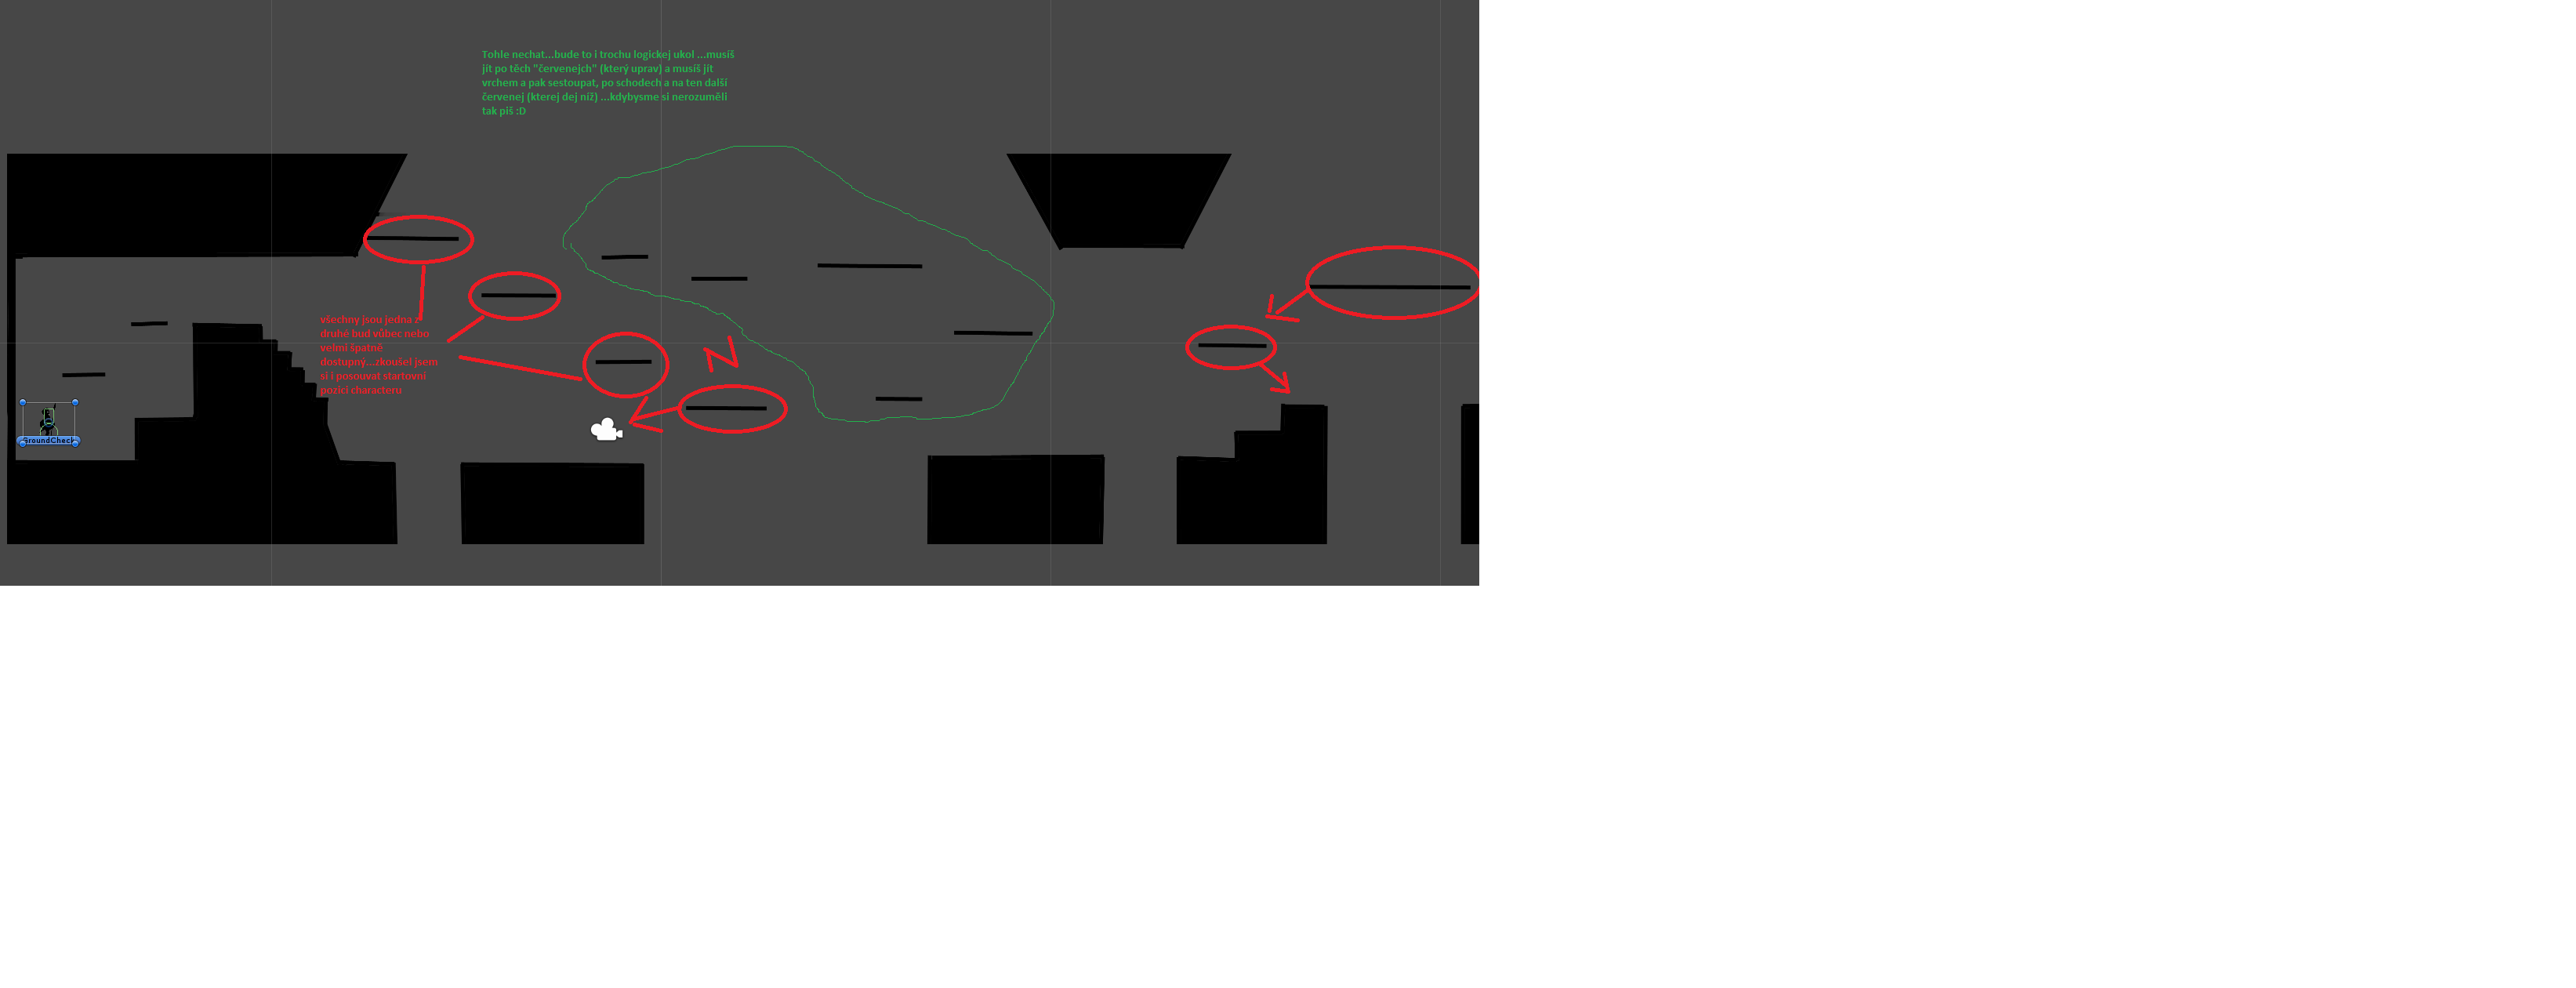 Tohle nechat...bude to i trochu logickej ukol ...musíš
jít po těch "červenejch" (který uprav) a musíš jít
vrchem a pak sestoupat, po schodech a na ten další
červenej (kterej dej níž) ...kdybysme si nerozuměli
tak piš :D
všechny jsou jedna z
druhé bud vůbec nebo
velmi špatně
dostupný...zkoušel jsem
si i posouvat startovní
pozici characteru
GroundCheck